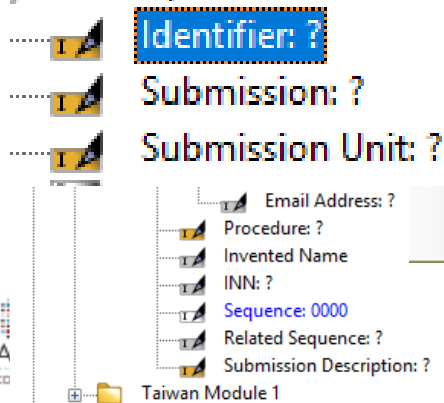 Identifier: ?
Submission: ?
Submission Unit: ?
Email Address: ?
Procedure: ?
Invented Name
INN: ?
Sequence: 0000
Related Sequence: ?
Submission Description: ?
Taiwan Module 1